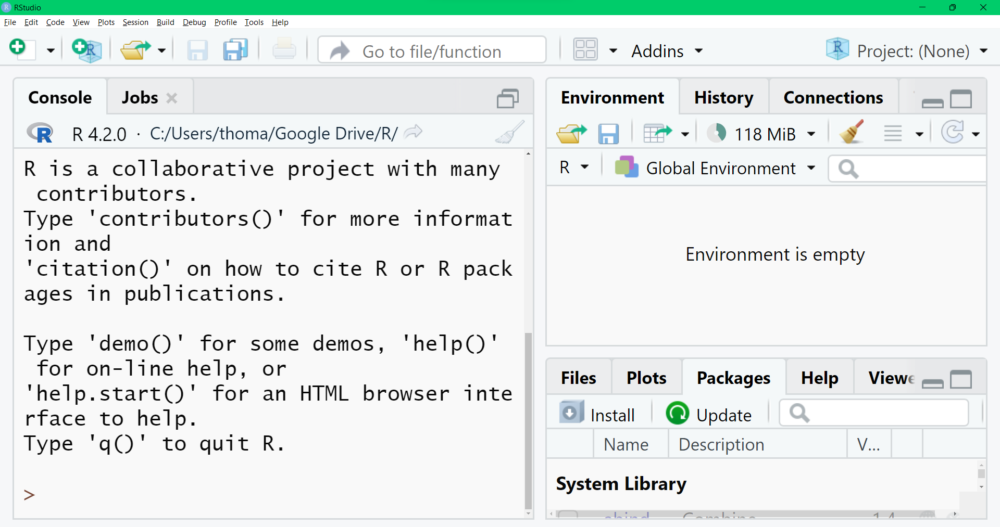 RStudio
File Edit Code View Plots Session Build Debug Profile Tools Help
Go to file/function Addins Project: (None)
Console Jobs
R 4.2.0 · C:/Users/thoma/Google Drive/R/
R is a collaborative project with many
contributors.
Type 'contributors()' for more informat
ion and
'citation()' on how to cite R or R pack
ages in publications.
Type 'demo()' for some demos, 'help()'
for on-line help, or
'help.start()' for an HTML browser inte
rface to help.
Type 'q()' to quit R.
>
Environment History Connections
118 MiB
R Global Environment
Environment is empty
Files Plots Packages Help Viewe
Install Update
Name Description V...
System Library
abind Combine 1.4